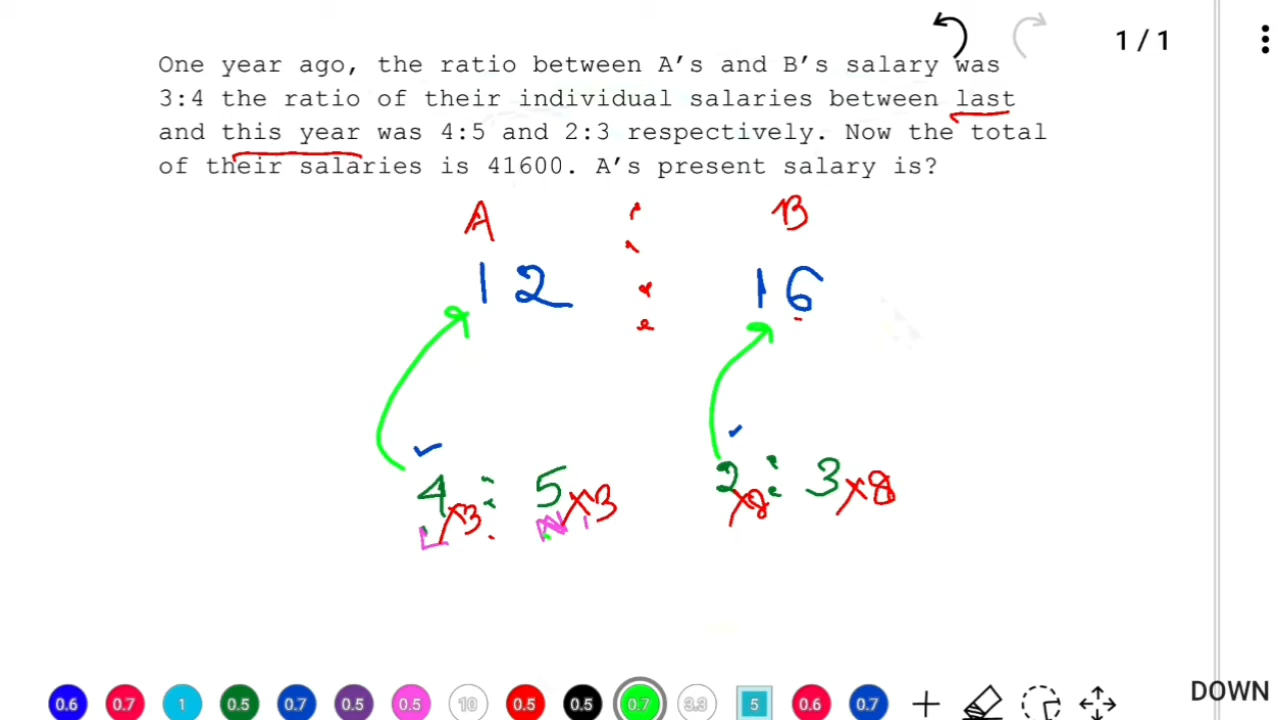 1 / 1
One year ago, the ratio between A's and B's salary was
3:4 the ratio of their individual salaries between last
and this year was 4:5 and 2:3 respectively. Now the total
of their salaries is 41600. A's present salary is?
A : B
12 16
4 : 5 2 : 3
×3 ×3 ×8 ×8
DOWN
0.6 0.7 1 0.5 0.7 0.5 0.5 10 0.5 0.5 0.7 3.3 5 0.6 0.7